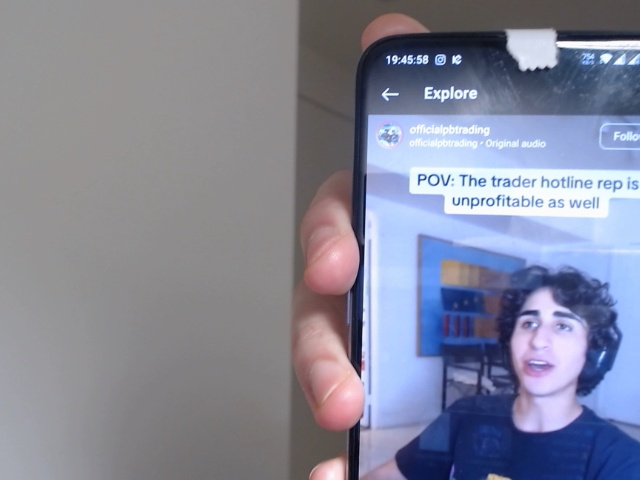 19:45:58
Explore
officialpbtrading
officialpbtrading • Original audio
Follo
POV: The trader hotline rep is
unprofitable as well